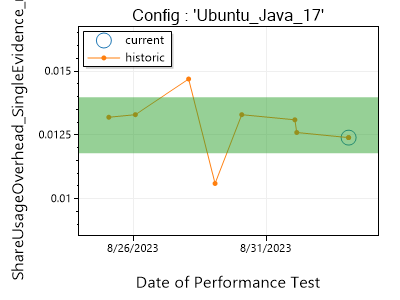 Config : 'Ubuntu_Java_17'
current
historic
ShareUsageOverhead_SingleEvidence_
0.015
0.0125
0.01
8/26/2023
8/31/2023
Date of Performance Test